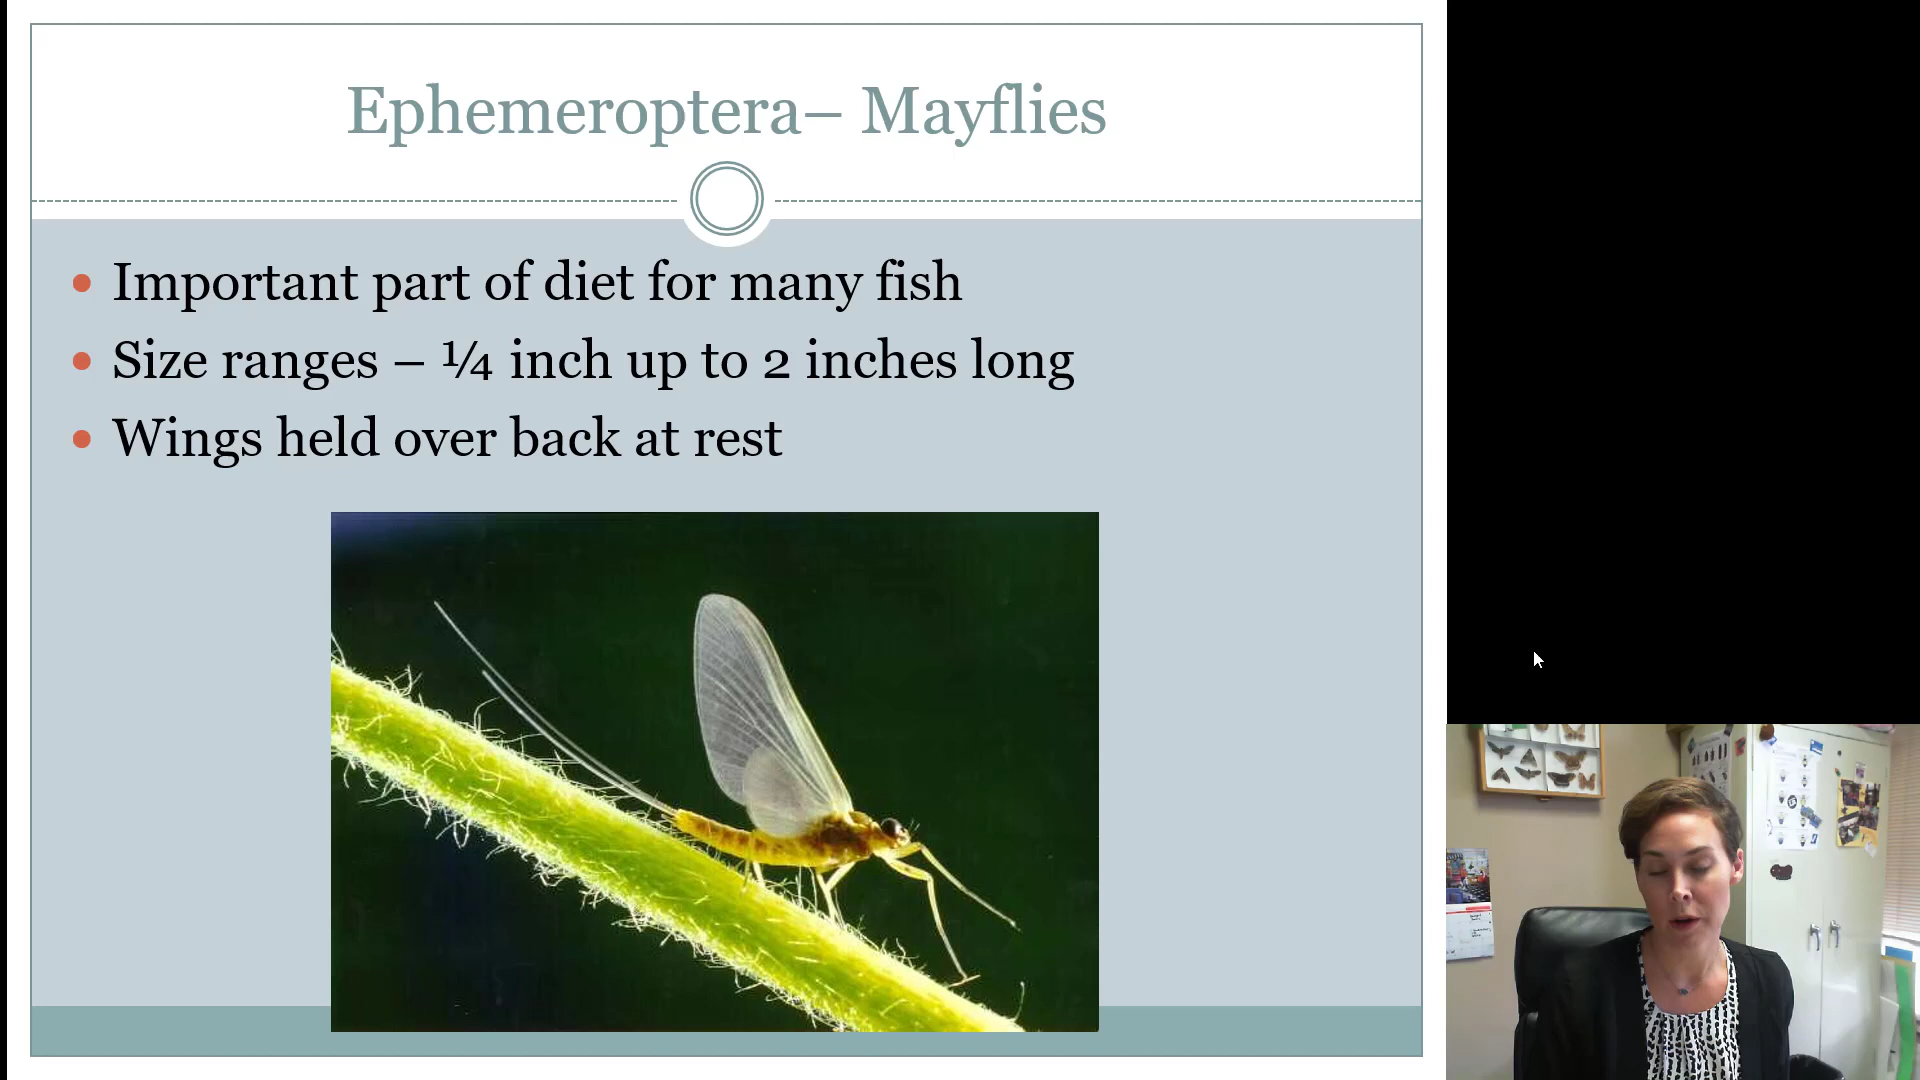 Ephemeroptera– Mayflies
Important part of diet for many fish
Size ranges – ¼ inch up to 2 inches long
Wings held over back at rest